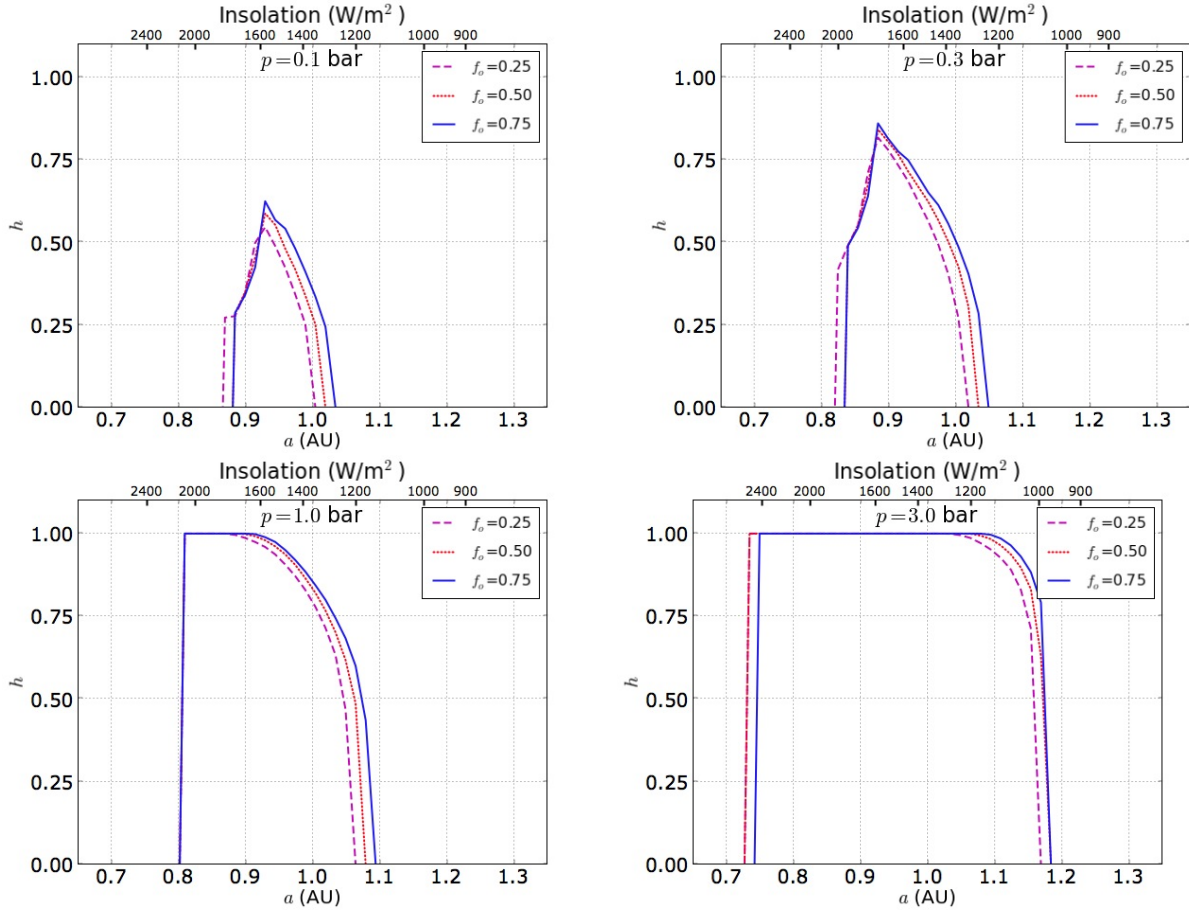 Insolation (W/m²)
2400 2000 1800 1600 1400 1200 1000 900
p=0.1 bar
f_o=0.25
f_o=0.50
f_o=0.75
1.00
0.75
0.50
0.25
0.00
h
0.7 0.8 0.9 1.0 1.1 1.2 1.3
a (AU)
Insolation (W/m²)
2400 2000 1800 1600 1400 1200 1000 900
p=0.3 bar
f_o=0.25
f_o=0.50
f_o=0.75
1.00
0.75
0.50
0.25
0.00
h
0.7 0.8 0.9 1.0 1.1 1.2 1.3
a (AU)
Insolation (W/m²)
2400 2000 1800 1600 1400 1200 1000 900
p=1.0 bar
f_o=0.25
f_o=0.50
f_o=0.75
1.00
0.75
0.50
0.25
0.00
h
0.7 0.8 0.9 1.0 1.1 1.2 1.3
a (AU)
Insolation (W/m²)
2400 2000 1800 1600 1400 1200 1000 900
p=3.0 bar
f_o=0.25
f_o=0.50
f_o=0.75
1.00
0.75
0.50
0.25
0.00
h
0.7 0.8 0.9 1.0 1.1 1.2 1.3
a (AU)